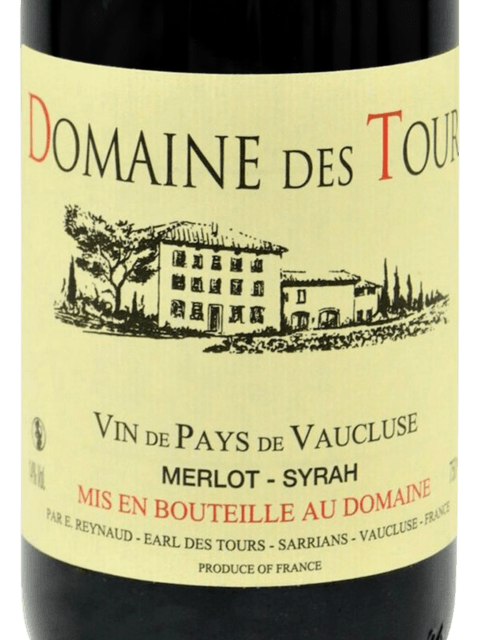 DOMAINE DES TOUR
VIN DE PAYS DE VAUCLUSE
MERLOT - SYRAH
MIS EN BOUTEILLE AU DOMAINE
PAR E. REYNAUD - EARL DES TOURS - SARRIANS - VAUCLUSE - FRANCE
PRODUCE OF FRANCE